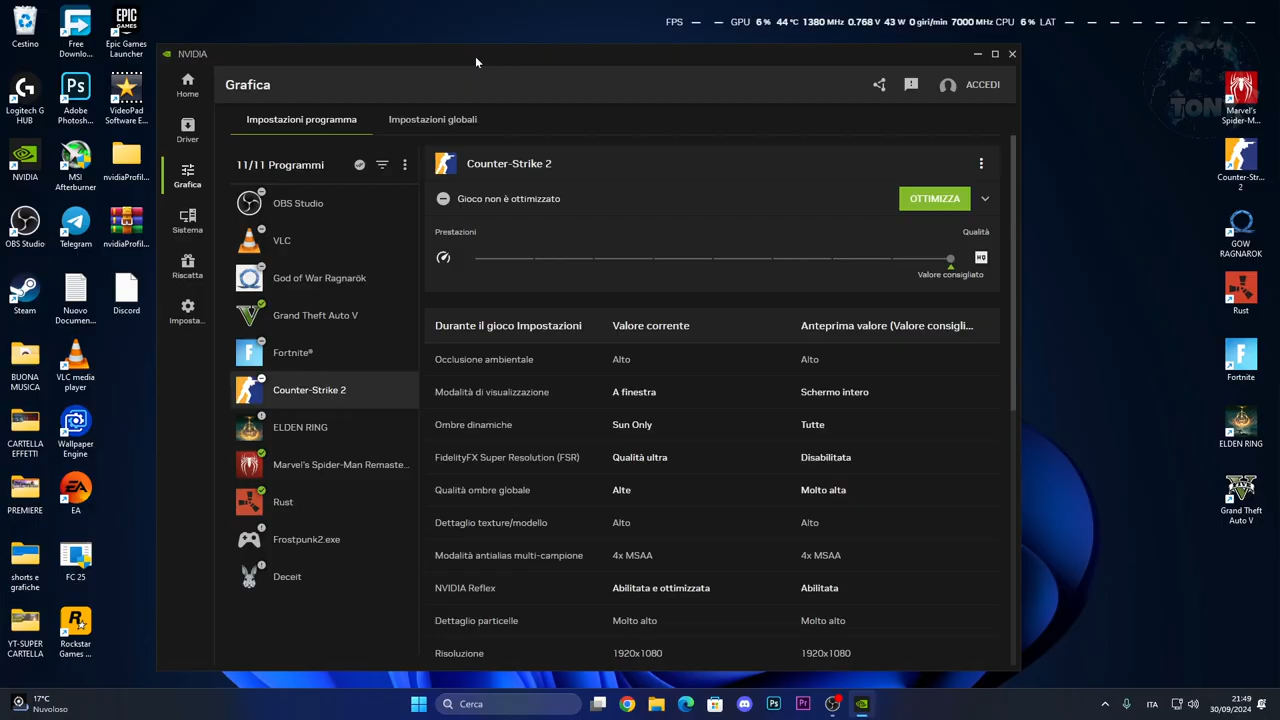 FPS — — GPU 6 % 44 °C 1380 MHz 0.768 V 43 W 0 giri/min 7000 MHz CPU 6 % LAT — — — — — — —
Cestino
Free Downlo...
Epic Games Launcher
NVIDIA
Home
Driver
Grafica
Sistema
Riscatta
Imposta...
Grafica
ACCEDI
Impostazioni programma
Impostazioni globali
11/11 Programmi
OBS Studio
VLC
God of War Ragnarök
Grand Theft Auto V
Fortnite®
Counter-Strike 2
ELDEN RING
Marvel's Spider-Man Remaste...
Rust
Frostpunk2.exe
Deceit
Counter-Strike 2
Gioco non è ottimizzato
OTTIMIZZA
Prestazioni
Qualità
HQ
Valore consigliato
Durante il gioco Impostazioni
Valore corrente
Anteprima valore (Valore consigli...
Occlusione ambientale
Alto
Alto
Modalità di visualizzazione
A finestra
Schermo intero
Ombre dinamiche
Sun Only
Tutte
FidelityFX Super Resolution (FSR)
Qualità ultra
Disabilitata
Qualità ombre globale
Alte
Molto alta
Dettaglio texture/modello
Alto
Alto
Modalità antialias multi-campione
4x MSAA
4x MSAA
NVIDIA Reflex
Abilitata e ottimizzata
Abilitata
Dettaglio particelle
Molto alto
Molto alto
Risoluzione
1920x1080
1920x1080
Logitech G HUB
Adobe Photosh...
VideoPad Software E...
NVIDIA
MSI Afterburner
nvidiaProfil...
OBS Studio
Telegram
nvidiaProfil...
Steam
Nuovo Documen...
Discord
BUONA MUSICA
VLC media player
CARTELLA EFFETTI
Wallpaper Engine
PREMIERE
EA
shorts e grafiche
FC 25
YT-SUPER CARTELLA
Rockstar Games ...
TON
Marvel's Spider-M...
Counter-Str... 2
GOW RAGNAROK
Rust
Fortnite
ELDEN RING
Grand Theft Auto V
17°C
Nuvoloso
Cerca
ITA
21:49
30/09/2024